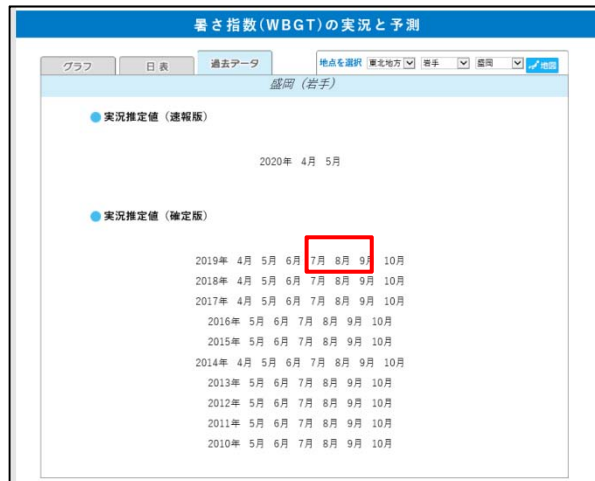 暑さ指数(WBGT)の実況と予測
グラフ 日表 過去データ 地点を選択 東北地方 岩手 盛岡 地図
盛岡 (岩手)
実況推定値(速報版)
2020年 4月 5月
実況推定値(確定版)
2019年 4月 5月 6月 7月 8月 9月 10月
2018年 4月 5月 6月 7月 8月 9月 10月
2017年 4月 5月 6月 7月 8月 9月 10月
2016年 5月 6月 7月 8月 9月 10月
2015年 5月 6月 7月 8月 9月 10月
2014年 4月 5月 6月 7月 8月 9月 10月
2013年 5月 6月 7月 8月 9月 10月
2012年 5月 6月 7月 8月 9月 10月
2011年 5月 6月 7月 8月 9月 10月
2010年 5月 6月 7月 8月 9月 10月